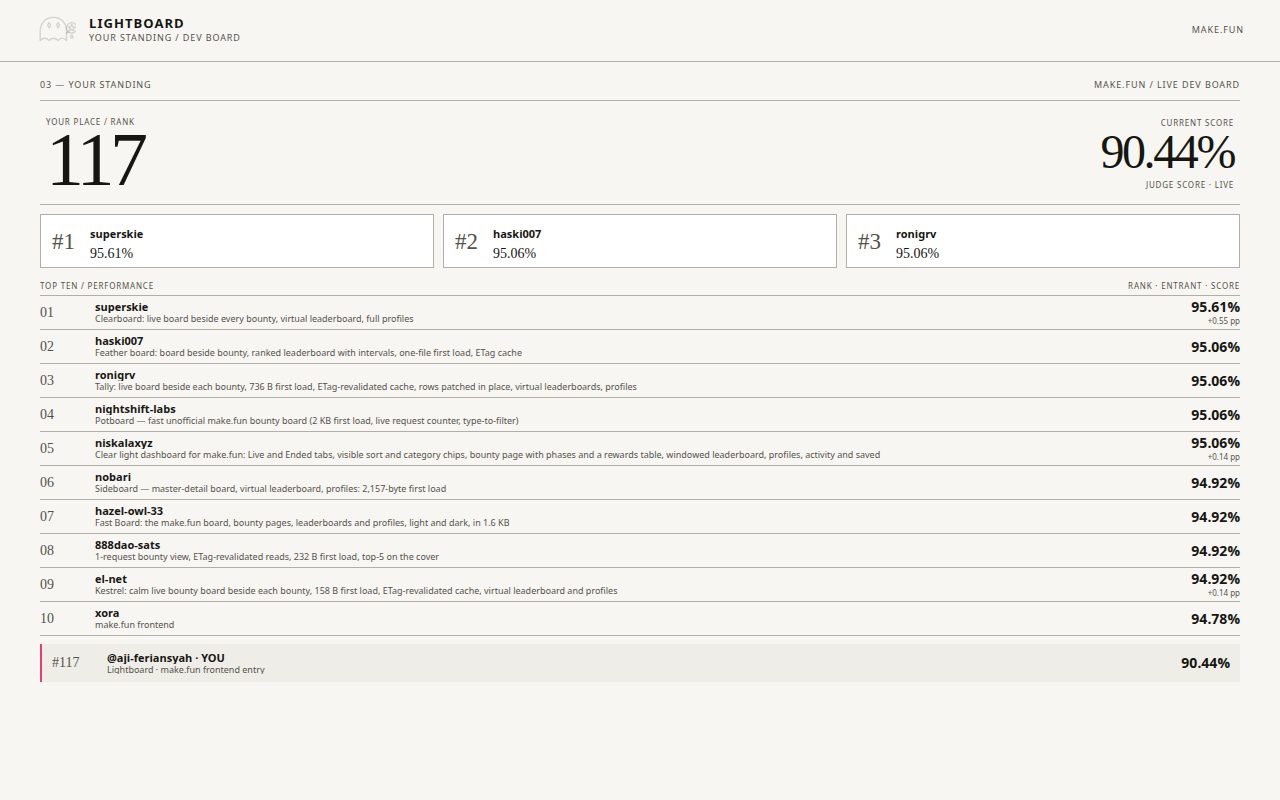 LIGHTBOARD
YOUR STANDING / DEV BOARD
MAKE.FUN
03 — YOUR STANDING
MAKE.FUN / LIVE DEV BOARD
YOUR PLACE / RANK
117
CURRENT SCORE
90.44%
JUDGE SCORE · LIVE
#1
superskie
95.61%
#2
haski007
95.06%
#3
ronigrv
95.06%
TOP TEN / PERFORMANCE
RANK · ENTRANT · SCORE
01
superskie
Clearboard: live board beside every bounty, virtual leaderboard, full profiles
95.61%
+0.55 pp
02
haski007
Feather board: board beside bounty, ranked leaderboard with intervals, one-file first load, ETag cache
95.06%
03
ronigrv
Tally: live board beside each bounty, 736 B first load, ETag-revalidated cache, rows patched in place, virtual leaderboards, profiles
95.06%
04
nightshift-labs
Potboard — fast unofficial make.fun bounty board (2 KB first load, live request counter, type-to-filter)
95.06%
05
niskalaxyz
Clear light dashboard for make.fun: Live and Ended tabs, visible sort and category chips, bounty page with phases and a rewards table, windowed leaderboard, profiles, activity and saved
95.06%
+0.14 pp
06
nobari
Sideboard — master-detail board, virtual leaderboard, profiles: 2,157-byte first load
94.92%
07
hazel-owl-33
Fast Board: the make.fun board, bounty pages, leaderboards and profiles, light and dark, in 1.6 KB
94.92%
08
888dao-sats
1-request bounty view, ETag-revalidated reads, 232 B first load, top-5 on the cover
94.92%
09
el-net
Kestrel: calm live bounty board beside each bounty, 158 B first load, ETag-revalidated cache, virtual leaderboard and profiles
94.92%
+0.14 pp
10
xora
make.fun frontend
94.78%
#117
@aji-feriansyah · YOU
Lightboard · make.fun frontend entry
90.44%